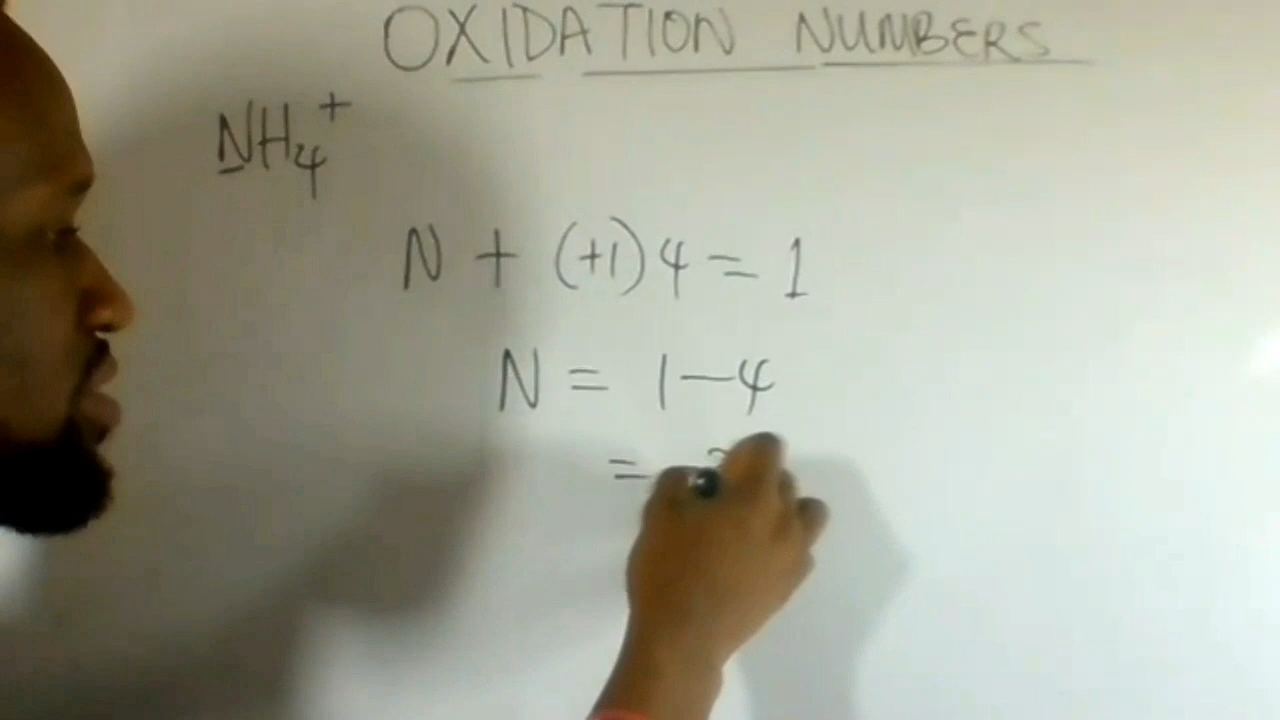 OXIDATION NUMBERS
NH₄⁺
N + (+1)4 = 1
N = 1-4
=